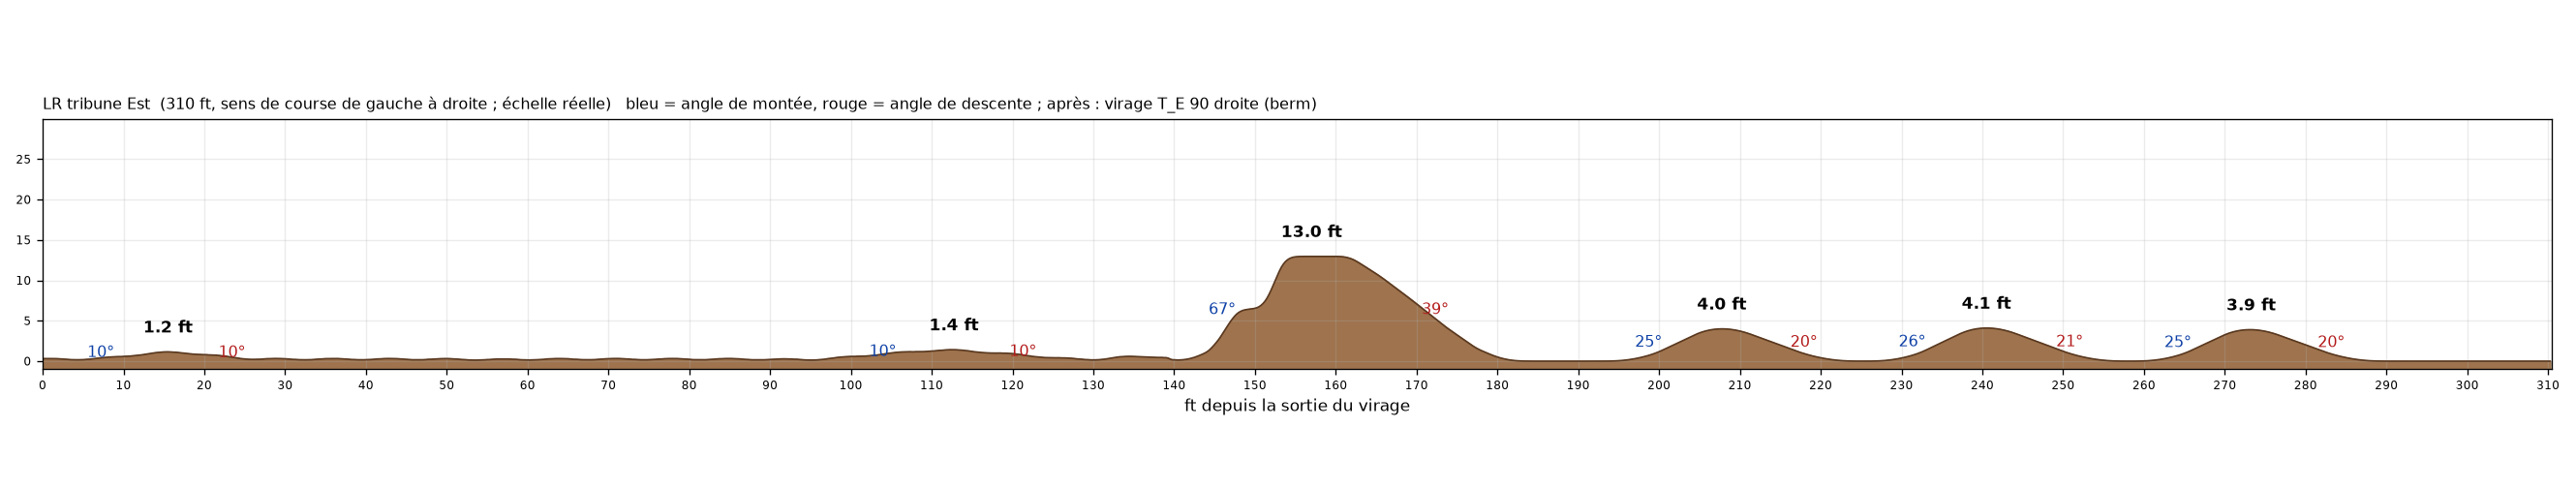 LR tribune Est  (310 ft, sens de course de gauche à droite ; échelle réelle)   bleu = angle de montée, rouge = angle de descente ; après : virage T_E 90 droite (berm)
25
20
15
10
5
0
13.0 ft
67°
39°
1.2 ft
10°
10°
1.4 ft
10°
10°
4.0 ft
25°
20°
4.1 ft
26°
21°
3.9 ft
25°
20°
0 10 20 30 40 50 60 70 80 90 100 110 120 130 140 150 160 170 180 190 200 210 220 230 240 250 260 270 280 290 300 310
ft depuis la sortie du virage